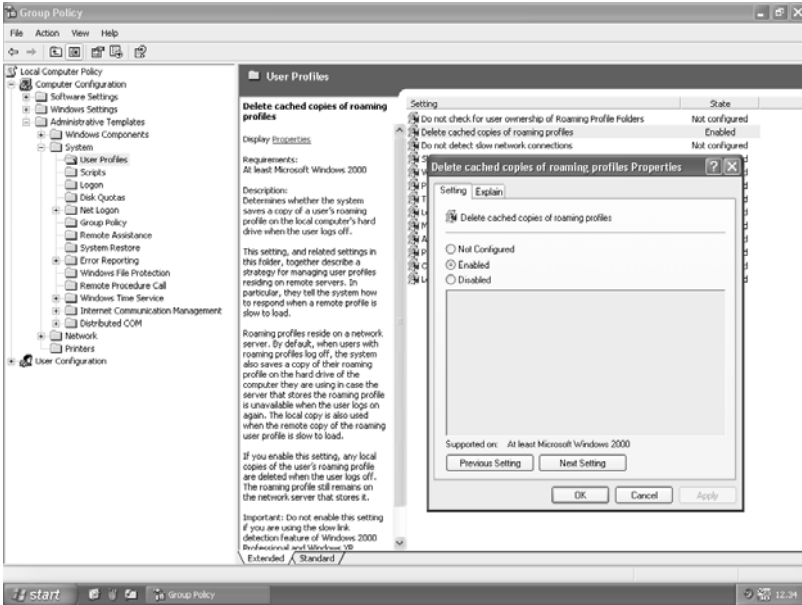 Group Policy
File Action View Help
Local Computer Policy
Computer Configuration
Software Settings
Windows Settings
Administrative Templates
Windows Components
System
User Profiles
Scripts
Logon
Disk Quotas
Net Logon
Group Policy
Remote Assistance
System Restore
Error Reporting
Windows File Protection
Remote Procedure Call
Windows Time Service
Internet Communication Management
Distributed COM
Network
Printers
User Configuration
User Profiles
Delete cached copies of roaming
profiles
Display Properties
Requirements:
At least Microsoft Windows 2000
Description:
Determines whether the system
saves a copy of a user's roaming
profile on the local computer's hard
drive when the user logs off.
This setting, and related settings in
this folder, together describe a
strategy for managing user profiles
residing on remote servers. In
particular, they tell the system how
to respond when a remote profile is
slow to load.
Roaming profiles reside on a network
server. By default, when users with
roaming profiles log off, the system
also saves a copy of their roaming
profile on the hard drive of the
computer they are using in case the
server that stores the roaming profile
is unavailable when the user logs on
again. The local copy is also used
when the remote copy of the roaming
user profile is slow to load.
If you enable this setting, any local
copies of the user's roaming profile
are deleted when the user logs off.
The roaming profile still remains on
the network server that stores it.
Important: Do not enable this setting
if you are using the slow link
detection feature of Windows 2000
Professional and Windows XP
Extended Standard
Setting State
Do not check for user ownership of Roaming Profile Folders Not configured
Delete cached copies of roaming profiles Enabled
Do not detect slow network connections Not configured
Delete cached copies of roaming profiles Properties
Setting Explain
Delete cached copies of roaming profiles
Not Configured
Enabled
Disabled
Supported on: At least Microsoft Windows 2000
Previous Setting Next Setting
OK Cancel Apply
start Group Policy 12.34